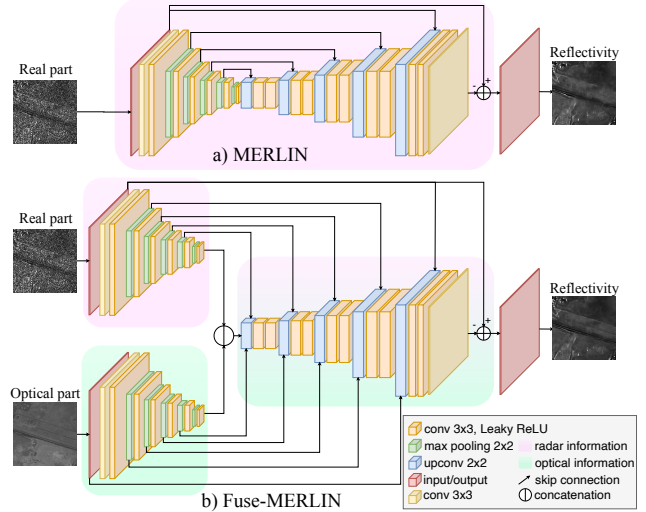 Real part
Reflectivity
- +
a) MERLIN
Real part
Reflectivity
- +
Optical part
b) Fuse-MERLIN
conv 3x3, Leaky ReLU
max pooling 2x2
upconv 2x2
input/output
conv 3x3
radar information
optical information
skip connection
concatenation